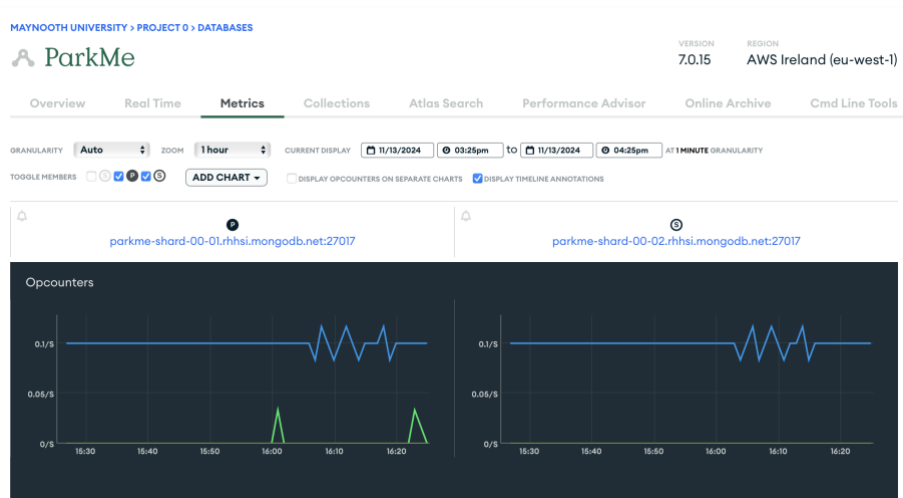 MAYNOOTH UNIVERSITY > PROJECT 0 > DATABASES
ParkMe
VERSION
7.0.15
REGION
AWS Ireland (eu-west-1)
Overview Real Time Metrics Collections Atlas Search Performance Advisor Online Archive Cmd Line Tools
GRANULARITY Auto ZOOM 1 hour CURRENT DISPLAY 11/13/2024 03:25pm to 11/13/2024 04:25pm AT 1 MINUTE GRANULARITY
TOGGLE MEMBERS S P S ADD CHART DISPLAY OPCOUNTERS ON SEPARATE CHARTS DISPLAY TIMELINE ANNOTATIONS
P
parkme-shard-00-01.rhhsi.mongodb.net:27017
S
parkme-shard-00-02.rhhsi.mongodb.net:27017
Opcounters
0.1/S
0.05/S
0/S
15:30 15:40 15:50 16:00 16:10 16:20
0.1/S
0.05/S
0/S
15:30 15:40 15:50 16:00 16:10 16:20